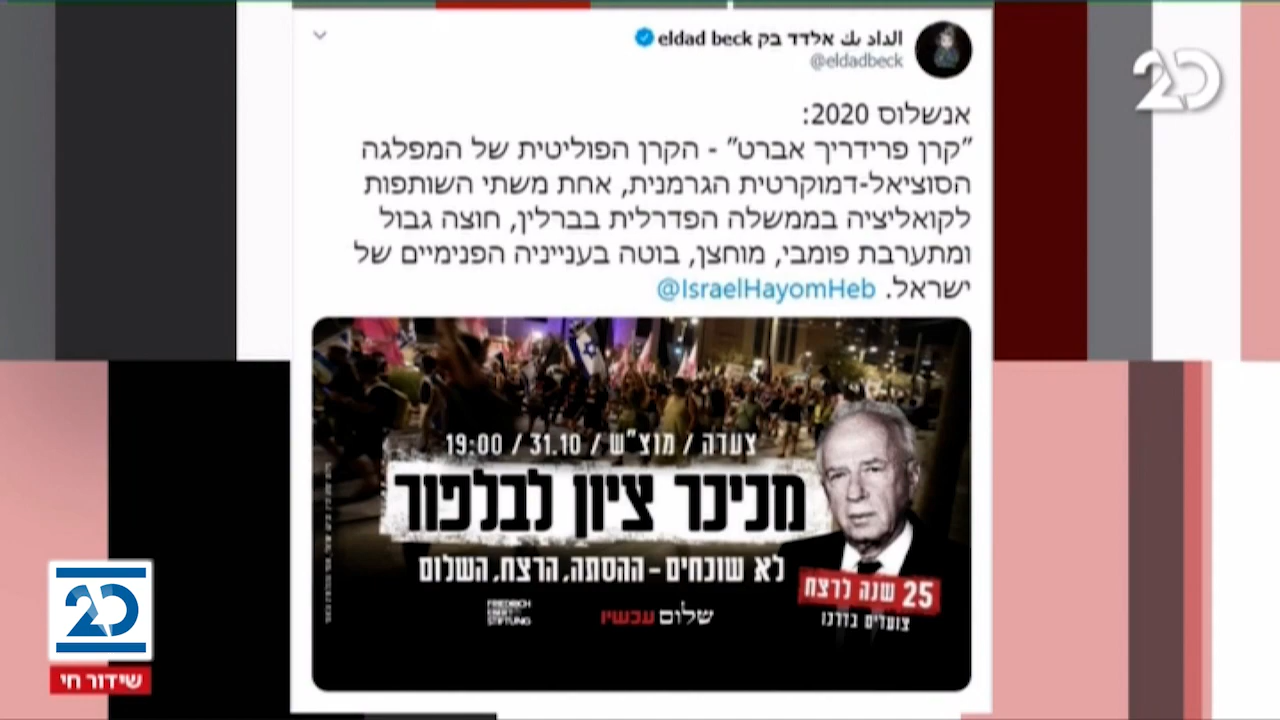 الداد بك אלדד בק eldad beck
@eldadbeck
20
אנשלוס 2020:
"קרן פרידריך אברט" - הקרן הפוליטית של המפלגה
הסוציאל-דמוקרטית הגרמנית, אחת משתי השותפות
לקואליציה בממשלה הפדרלית בברלין, חוצה גבול
ומתערבת פומבי, מוחצן, בוטה בענייניה הפנימיים של
ישראל. @IsraelHayomHeb
צעדה / מוצ"ש / 31.10 / 19:00
מכיכר ציון לבלפור
לא שוכחים - ההסתה, הרצח, השלום
25 שנה לרצח
צועדים בדרכו
שלום עכשיו
FRIEDRICH
EBERT
STIFTUNG
20
שידור חי